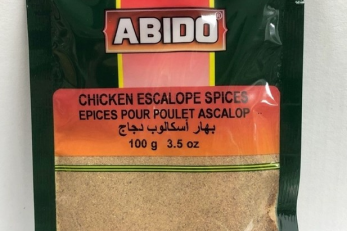 ABIDO
CHICKEN ESCALOPE SPICES
EPICES POUR POULET ASCALOP
بهار أسكالوب دجاج
100 g 3.5 oz